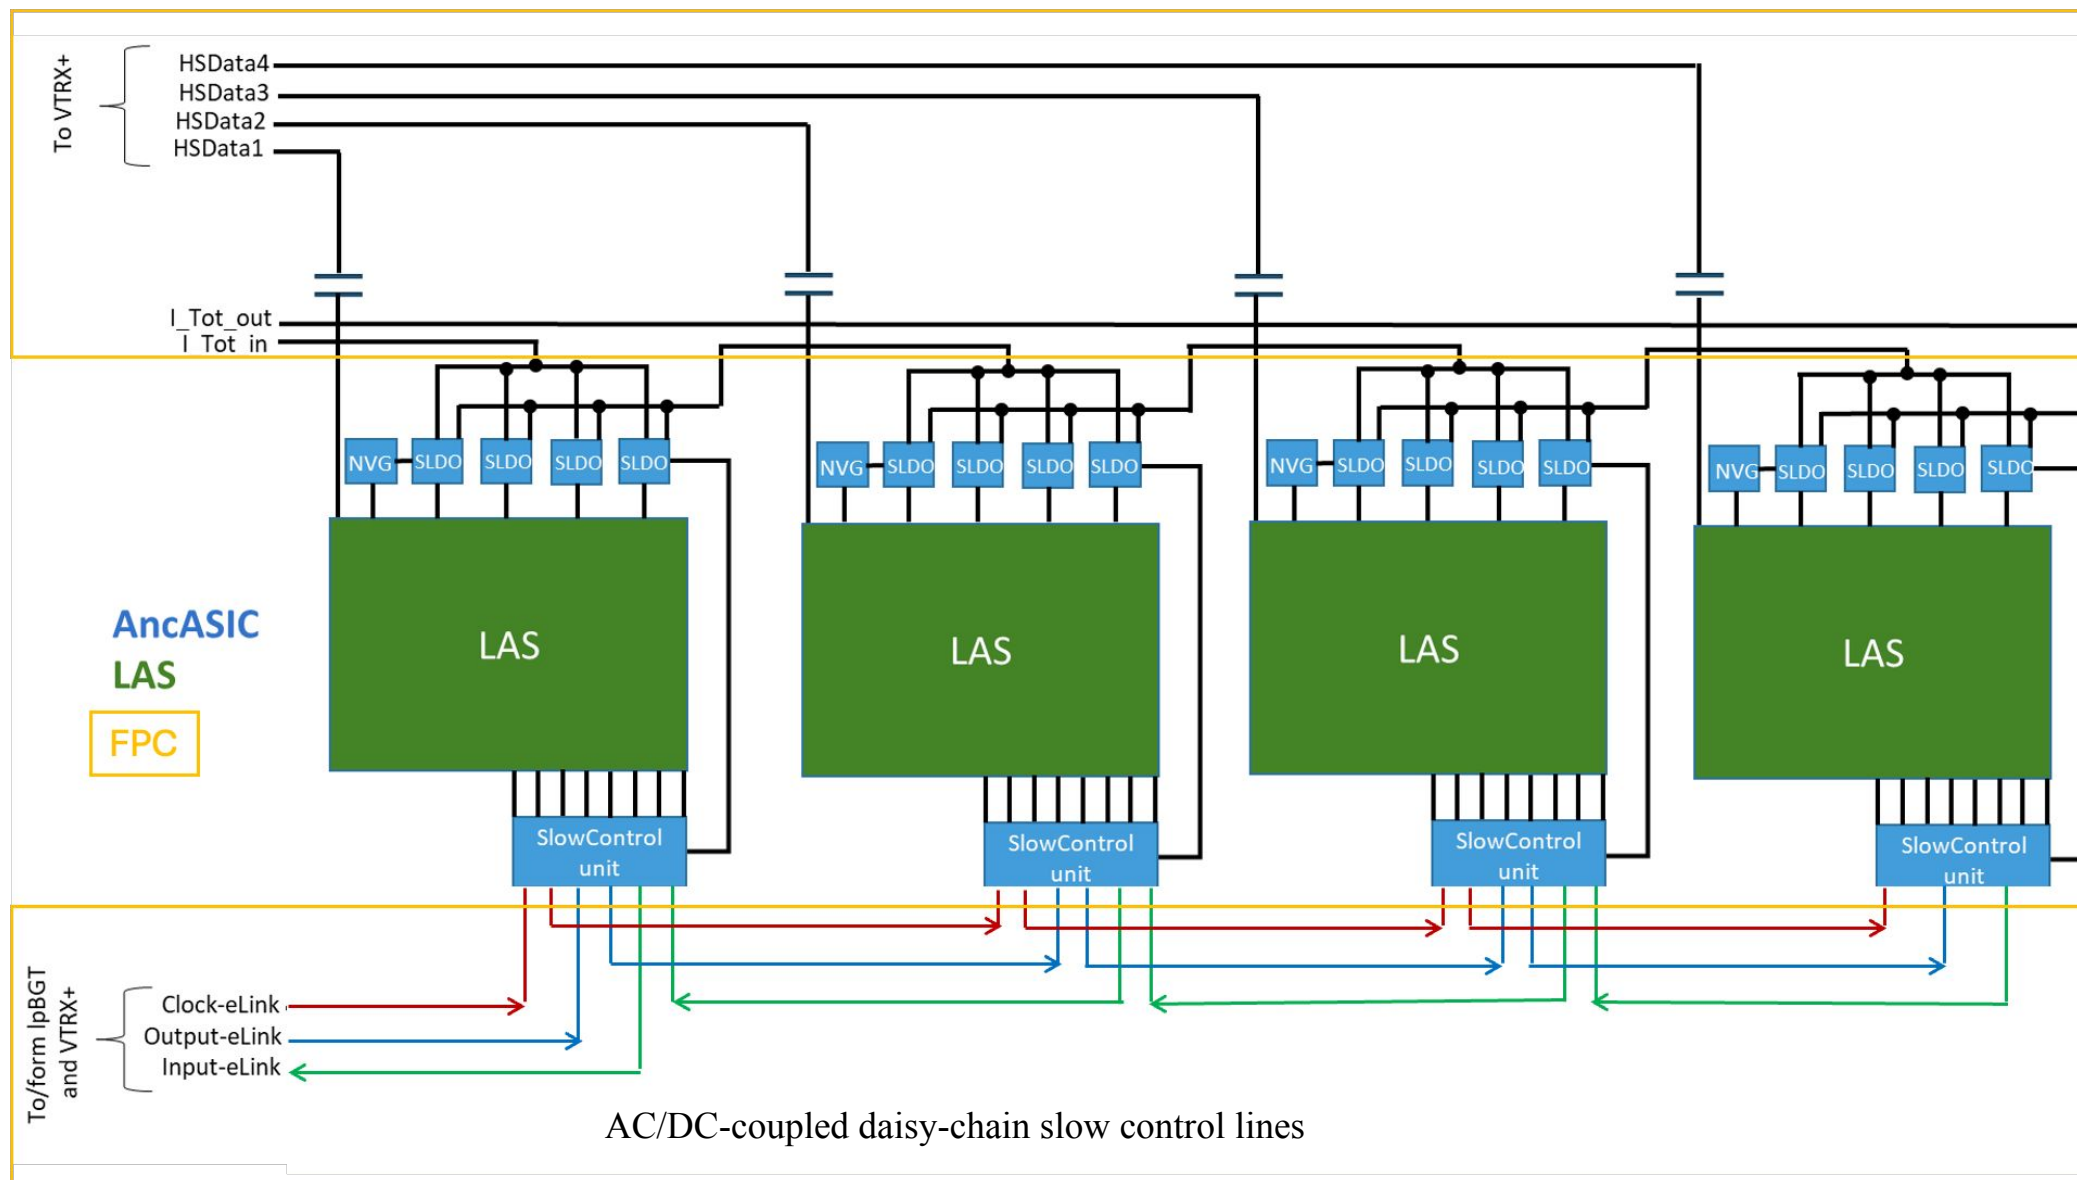 To VTRX+
HSData4
HSData3
HSData2
HSData1
I_Tot_out
I_Tot_in
NVG SLDO SLDO SLDO SLDO
NVG SLDO SLDO SLDO SLDO
NVG SLDO SLDO SLDO SLDO
NVG SLDO SLDO SLDO SLDO
LAS
LAS
LAS
LAS
AncASIC
LAS
FPC
SlowControl
unit
SlowControl
unit
SlowControl
unit
SlowControl
unit
To/form lpBGT
and VTRX+
Clock-eLink
Output-eLink
Input-eLink
AC/DC-coupled daisy-chain slow control lines